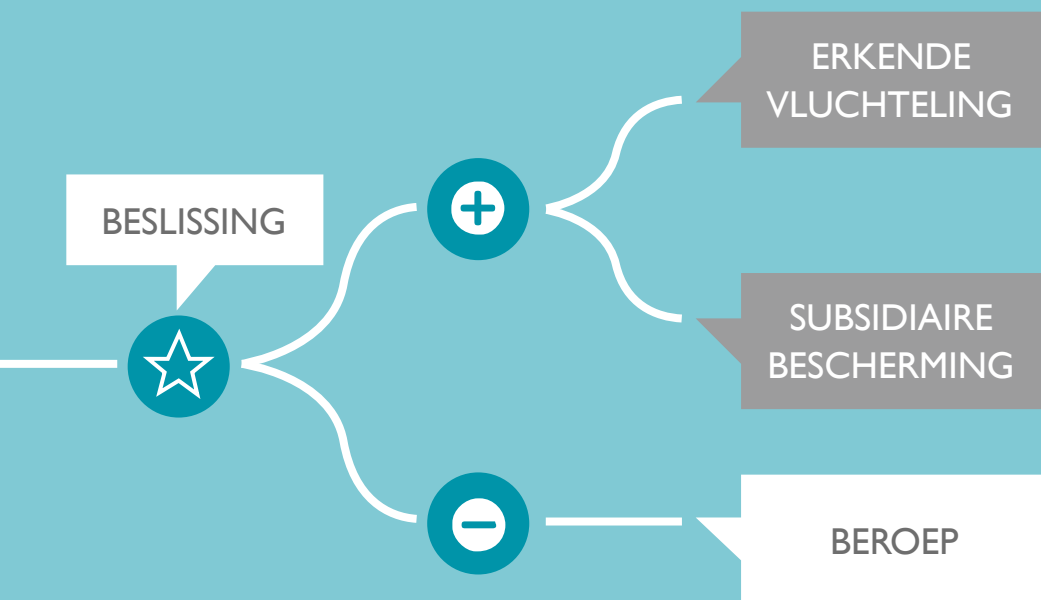 BESLISSING
ERKENDE
VLUCHTELING
SUBSIDIAIRE
BESCHERMING
BEROEP